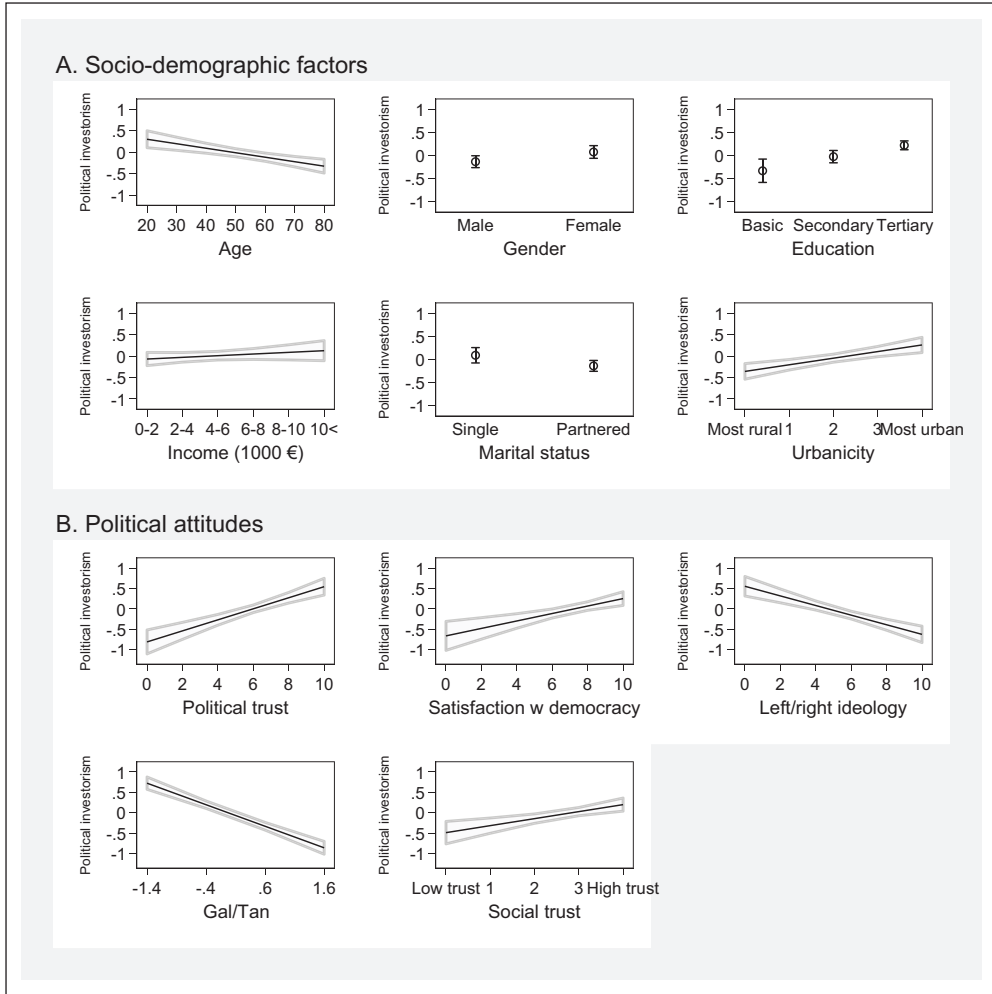 A. Socio-demographic factors
Political investorism
1
.5
0
-.5
-1
20 30 40 50 60 70 80
Age
Political investorism
1
.5
0
-.5
-1
Male Female
Gender
Political investorism
1
.5
0
-.5
-1
Basic Secondary Tertiary
Education
Political investorism
1
.5
0
-.5
-1
0-2 2-4 4-6 6-8 8-10 10<
Income (1000 €)
Political investorism
1
.5
0
-.5
-1
Single Partnered
Marital status
Political investorism
1
.5
0
-.5
-1
Most rural 1 2 3 Most urban
Urbanicity
B. Political attitudes
Political investorism
1
.5
0
-.5
-1
0 2 4 6 8 10
Political trust
Political investorism
1
.5
0
-.5
-1
0 2 4 6 8 10
Satisfaction w democracy
Political investorism
1
.5
0
-.5
-1
0 2 4 6 8 10
Left/right ideology
Political investorism
1
.5
0
-.5
-1
-1.4 -.4 .6 1.6
Gal/Tan
Political investorism
1
.5
0
-.5
-1
Low trust 1 2 3 High trust
Social trust